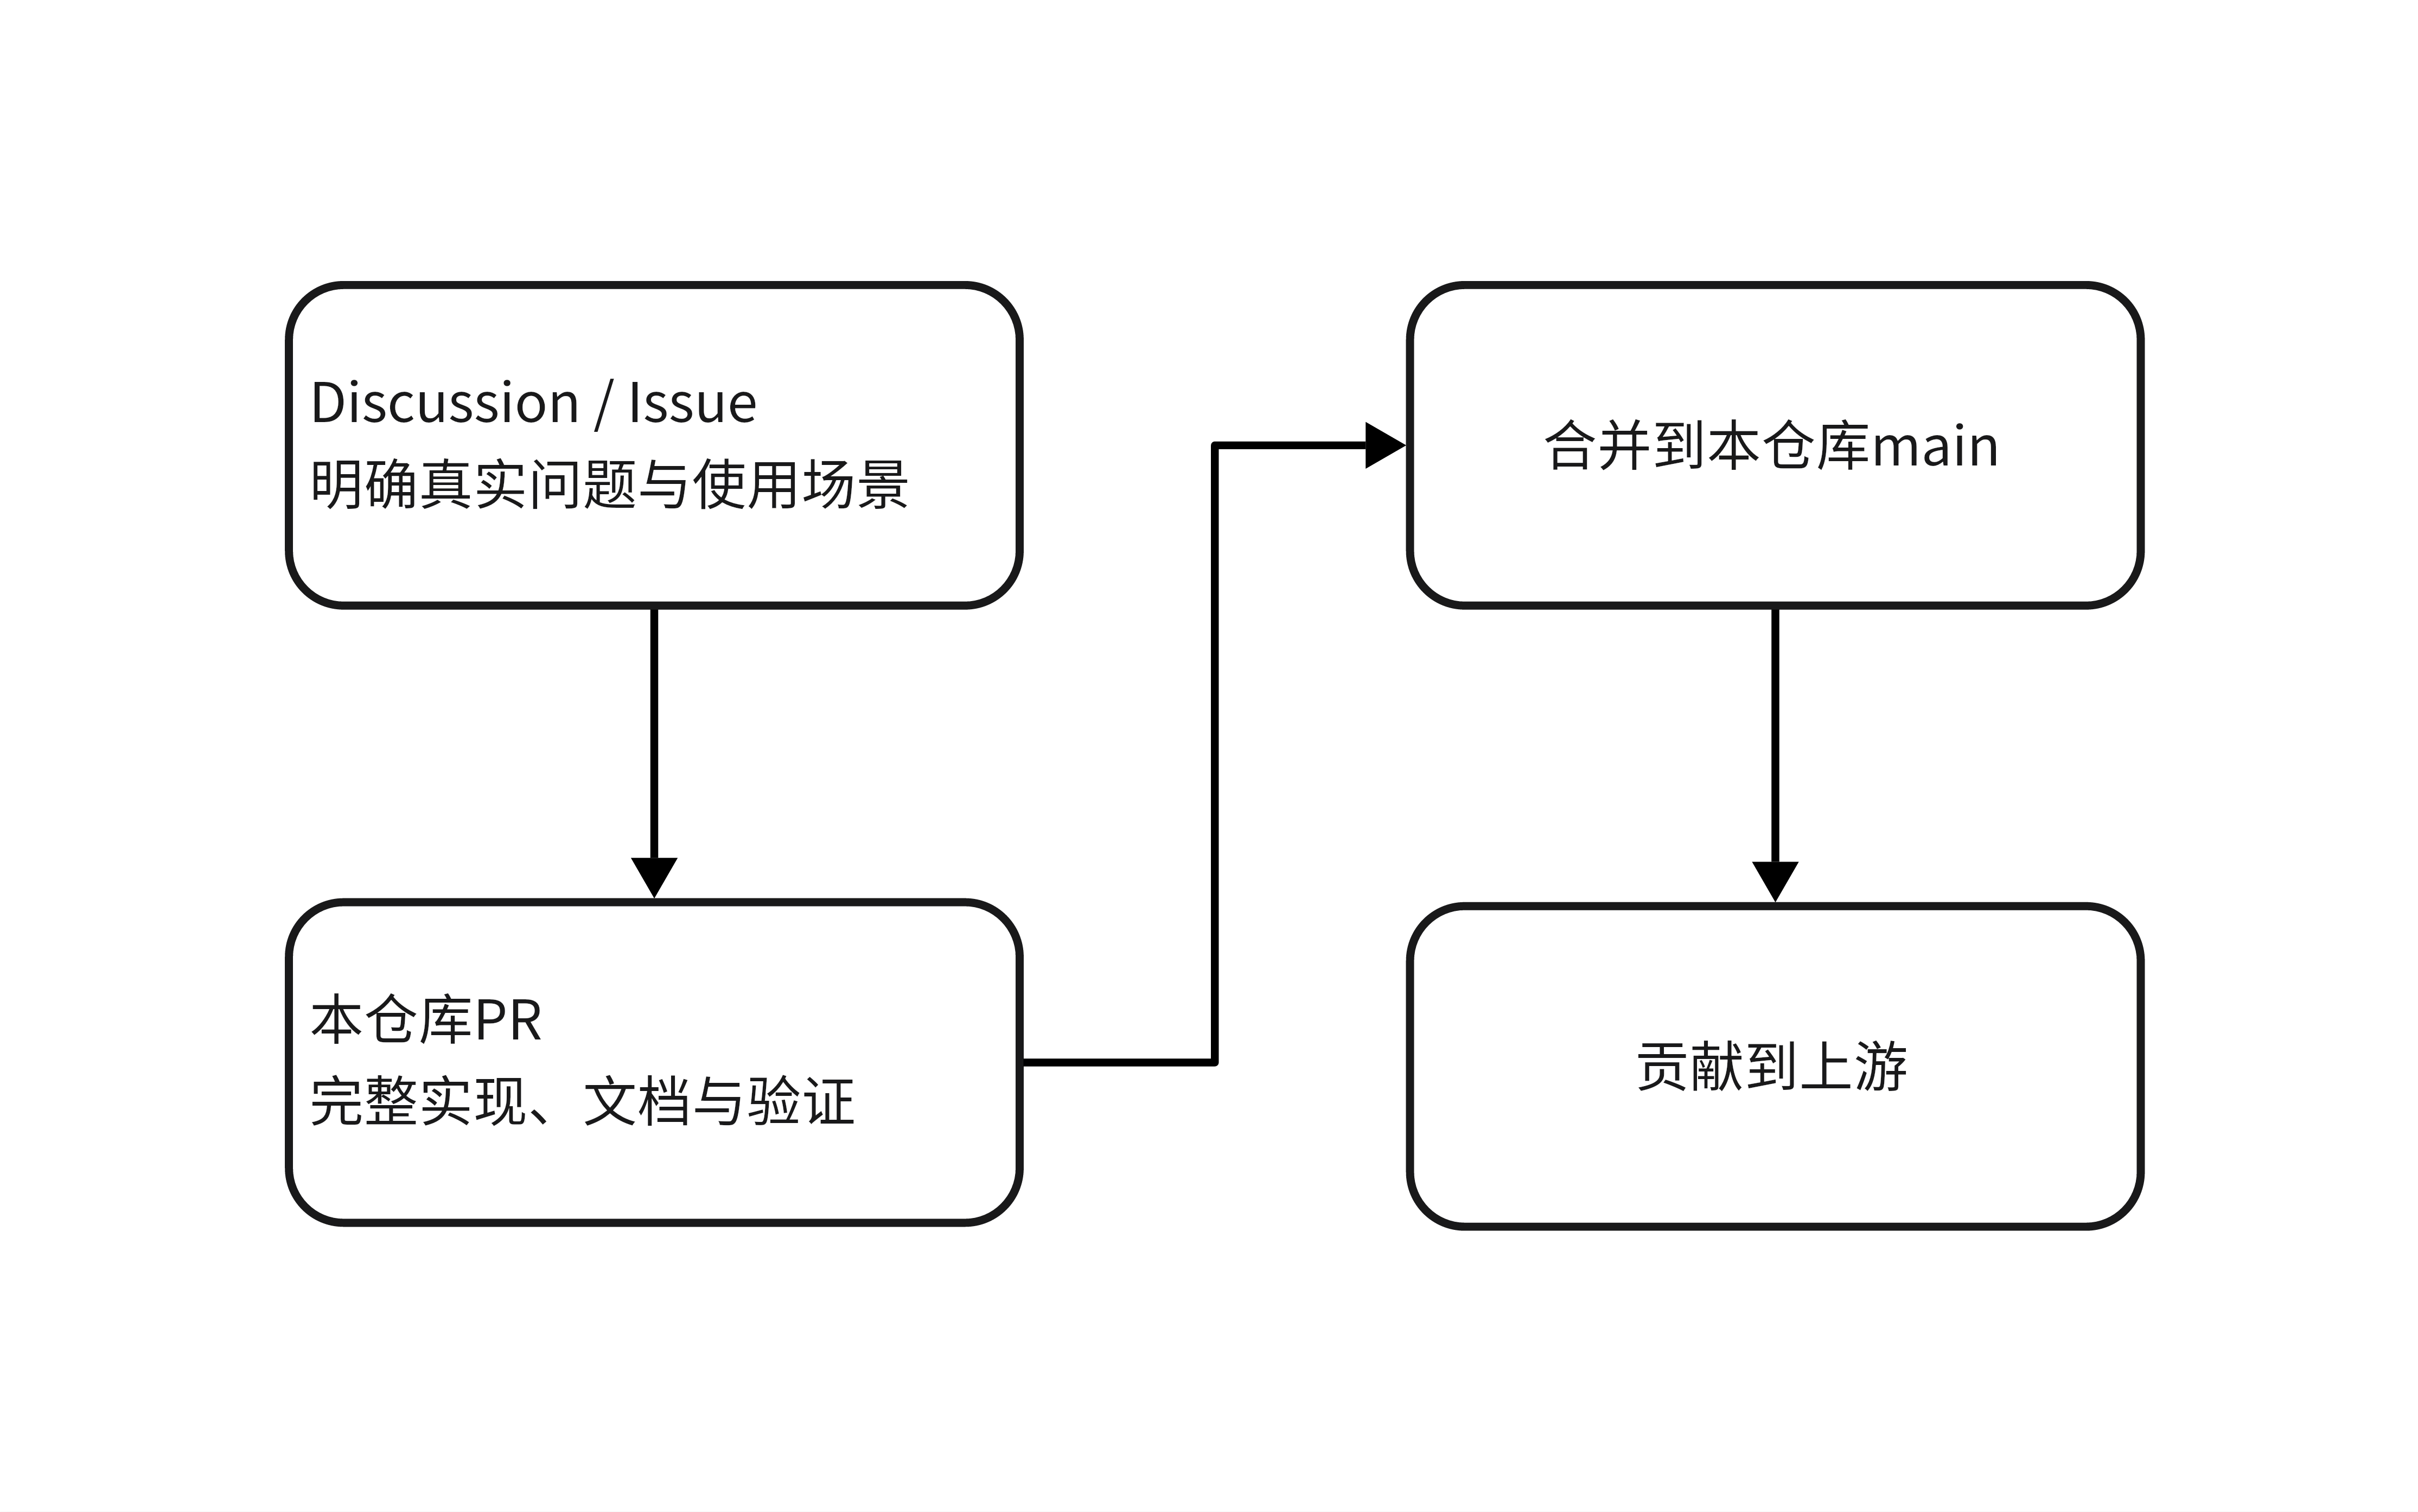 Discussion / Issue
明确真实问题与使用场景
本仓库PR
完整实现、文档与验证
合并到本仓库main
贡献到上游